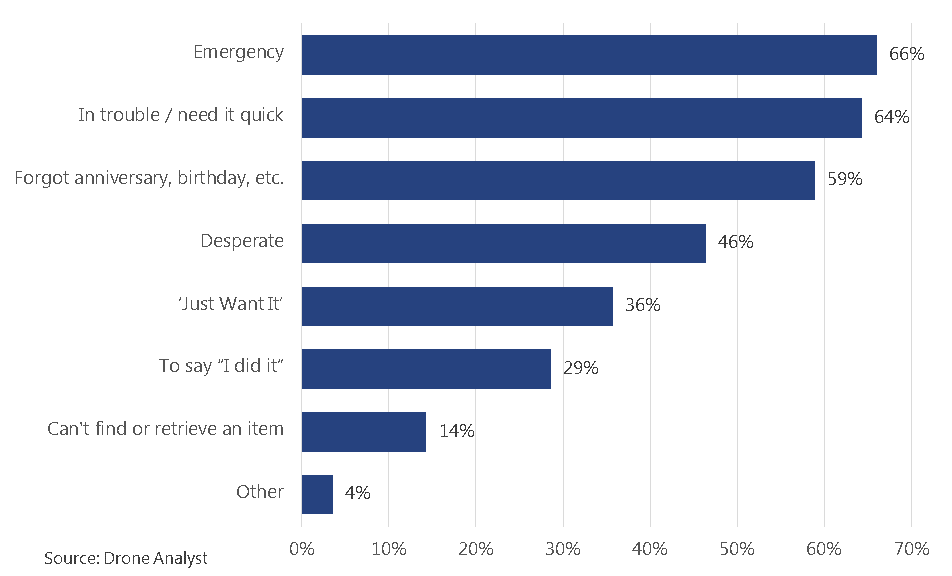 Emergency 66%
In trouble / need it quick 64%
Forgot anniversary, birthday, etc. 59%
Desperate 46%
‘Just Want It’ 36%
To say “I did it” 29%
Can’t find or retrieve an item 14%
Other 4%
0% 10% 20% 30% 40% 50% 60% 70%
Source: Drone Analyst